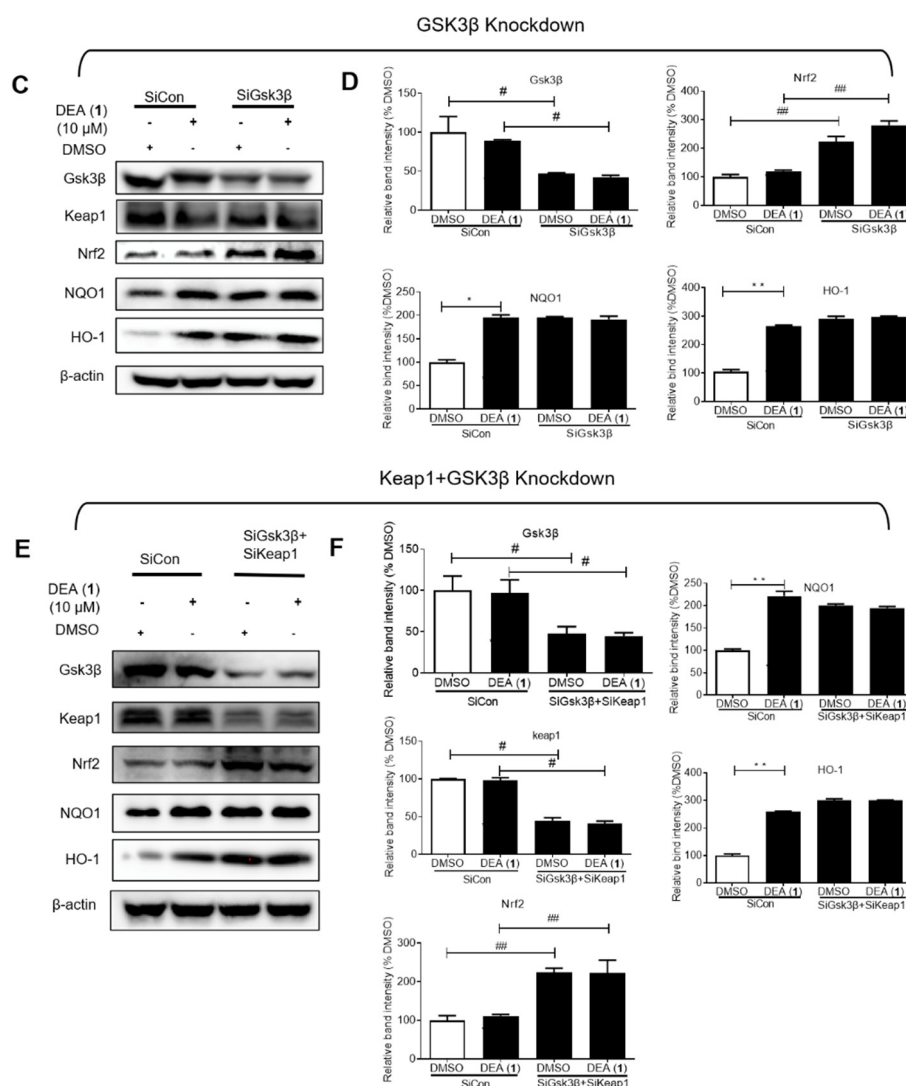 GSK3β Knockdown
C
SiCon SiGsk3β
DEA (1)
(10 μM)
- + - +
DMSO
+ - + -
Gsk3β
Keap1
Nrf2
NQO1
HO-1
β-actin
D
Gsk3β
Relative band intensity (% DMSO)
150
100
50
0
# #
DMSO DEA (1) DMSO DEA (1)
SiCon SiGsk3β
Nrf2
Relative band intensity (% DMSO)
400
300
200
100
0
## ##
DMSO DEA (1) DMSO DEA (1)
SiCon SiGsk3β
NQO1
Relative bind intensity (%DMSO)
250
200
150
100
50
0
*
DMSO DEA (1) DMSO DEA (1)
SiCon SiGsk3β
HO-1
Relative bind intensity (%DMSO)
400
300
200
100
0
* *
DMSO DEA (1) DMSO DEA (1)
SiCon SiGsk3β
Keap1+GSK3β Knockdown
E
SiCon
SiGsk3β+
SiKeap1
DEA (1)
(10 μM)
- + - +
DMSO
+ - + -
Gsk3β
Keap1
Nrf2
NQO1
HO-1
β-actin
F
Gsk3β
Relative band intensity (% DMSO)
150
100
50
0
# #
DMSO DEA (1) DMSO DEA (1)
SiCon SiGsk3β+SiKeap1
NQO1
Relative bind intensity (%DMSO)
250
200
150
100
50
0
* *
DMSO DEA (1) DMSO DEA (1)
SiCon SiGsk3β+SiKeap1
keap1
Relative band intensity (% DMSO)
150
100
50
0
# #
DMSO DEA (1) DMSO DEA (1)
SiCon SiGsk3β+SiKeap1
HO-1
Relative bind intensity (%DMSO)
400
300
200
100
0
* *
DMSO DEA (1) DMSO DEA (1)
SiCon SiGsk3β+SiKeap1
Nrf2
Relative band intensity (% DMSO)
300
200
100
0
## ##
DMSO DEA (1) DMSO DEA (1)
SiCon SiGsk3β+SiKeap1